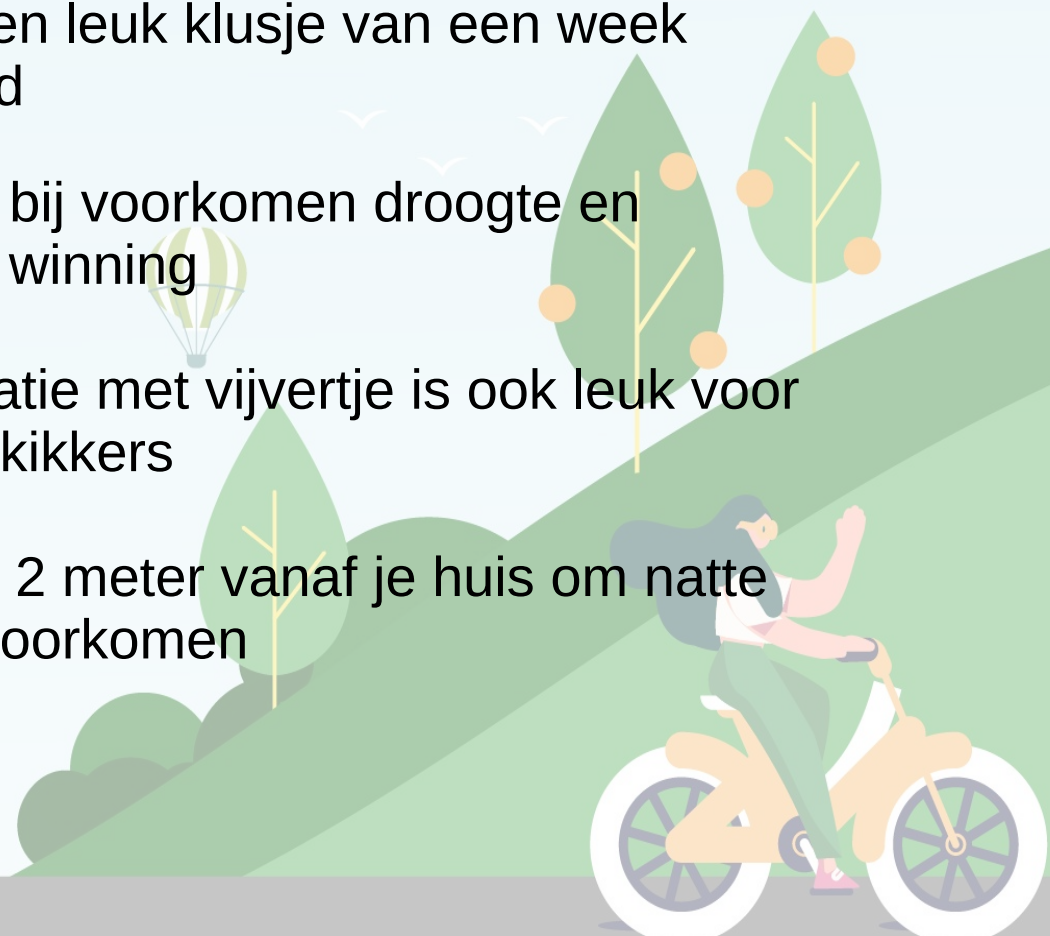 en leuk klusje van een week
d
bij voorkomen droogte en
winning
atie met vijvertje is ook leuk voor
kikkers
2 meter vanaf je huis om natte
oorkomen